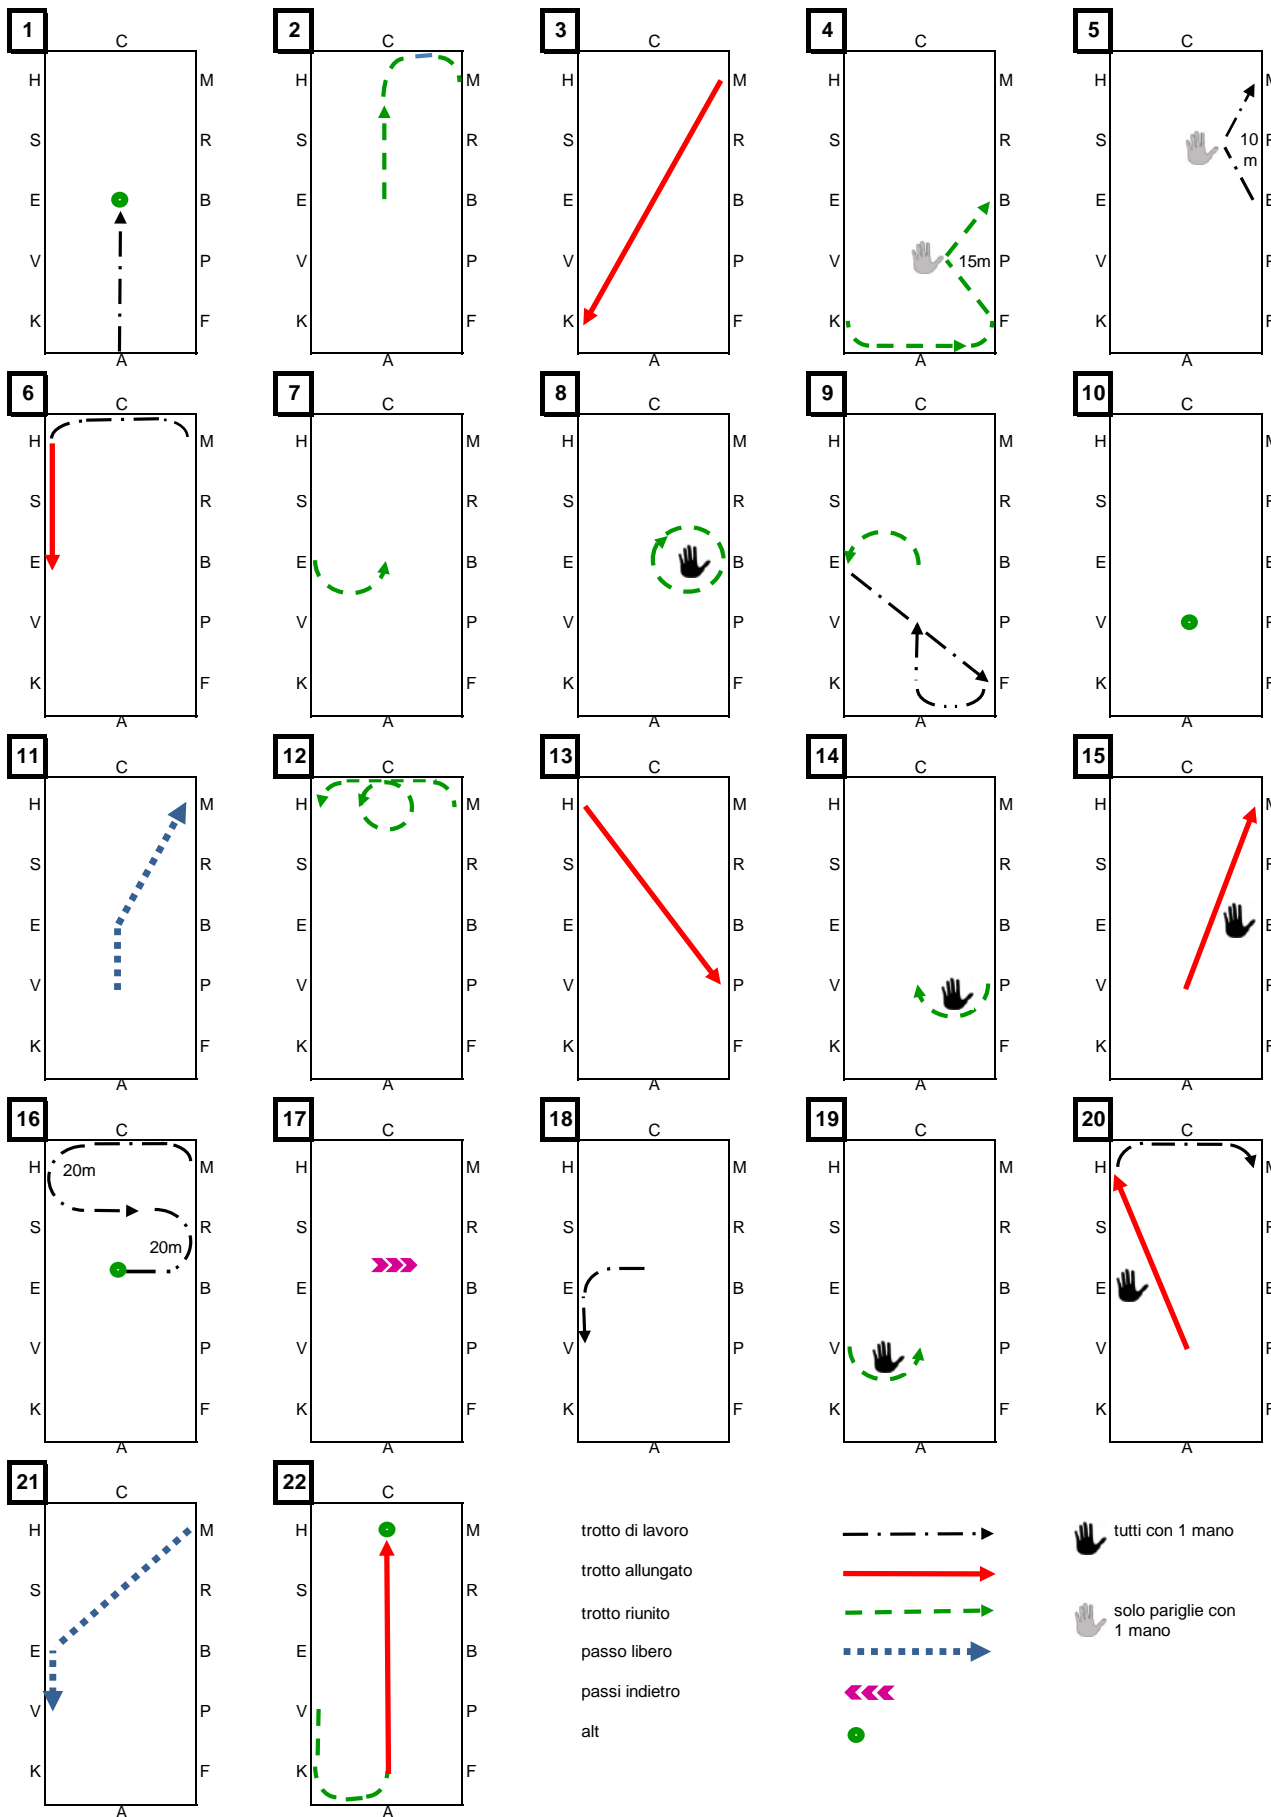 1
C
H M
S R
E B
V P
K F
A
2
C
H M
S R
E B
V P
K F
A
3
C
H M
S R
E B
V P
K F
A
4
C
H M
S R
E B
V 15m P
K F
A
5
C
H M
S 10
m
E
V
K
A
6
C
H M
S R
E B
V P
K F
A
7
C
H M
S R
E B
V P
K F
A
8
C
H M
S R
E B
V P
K F
A
9
C
H M
S R
E B
V P
K F
A
10
C
H M
S
E
V
K
A
11
C
H M
S R
E B
V P
K F
A
12
C
H M
S R
E B
V P
K F
A
13
C
H M
S R
E B
V P
K F
A
14
C
H M
S R
E B
V P
K F
A
15
C
H M
S
E
V
K
A
16
C
H 20m M
S R
20m
E B
V P
K F
A
17
C
H M
S R
E B
V P
K F
A
18
C
H M
S R
E B
V P
K F
A
19
C
H M
S R
E B
V P
K F
A
20
C
H M
S
E
V
K
A
21
C
H M
S R
E B
V P
K F
A
22
C
H M
S R
E B
V P
K F
A
trotto di lavoro
trotto allungato
trotto riunito
passo libero
passi indietro
alt
tutti con 1 mano
solo pariglie con
1 mano